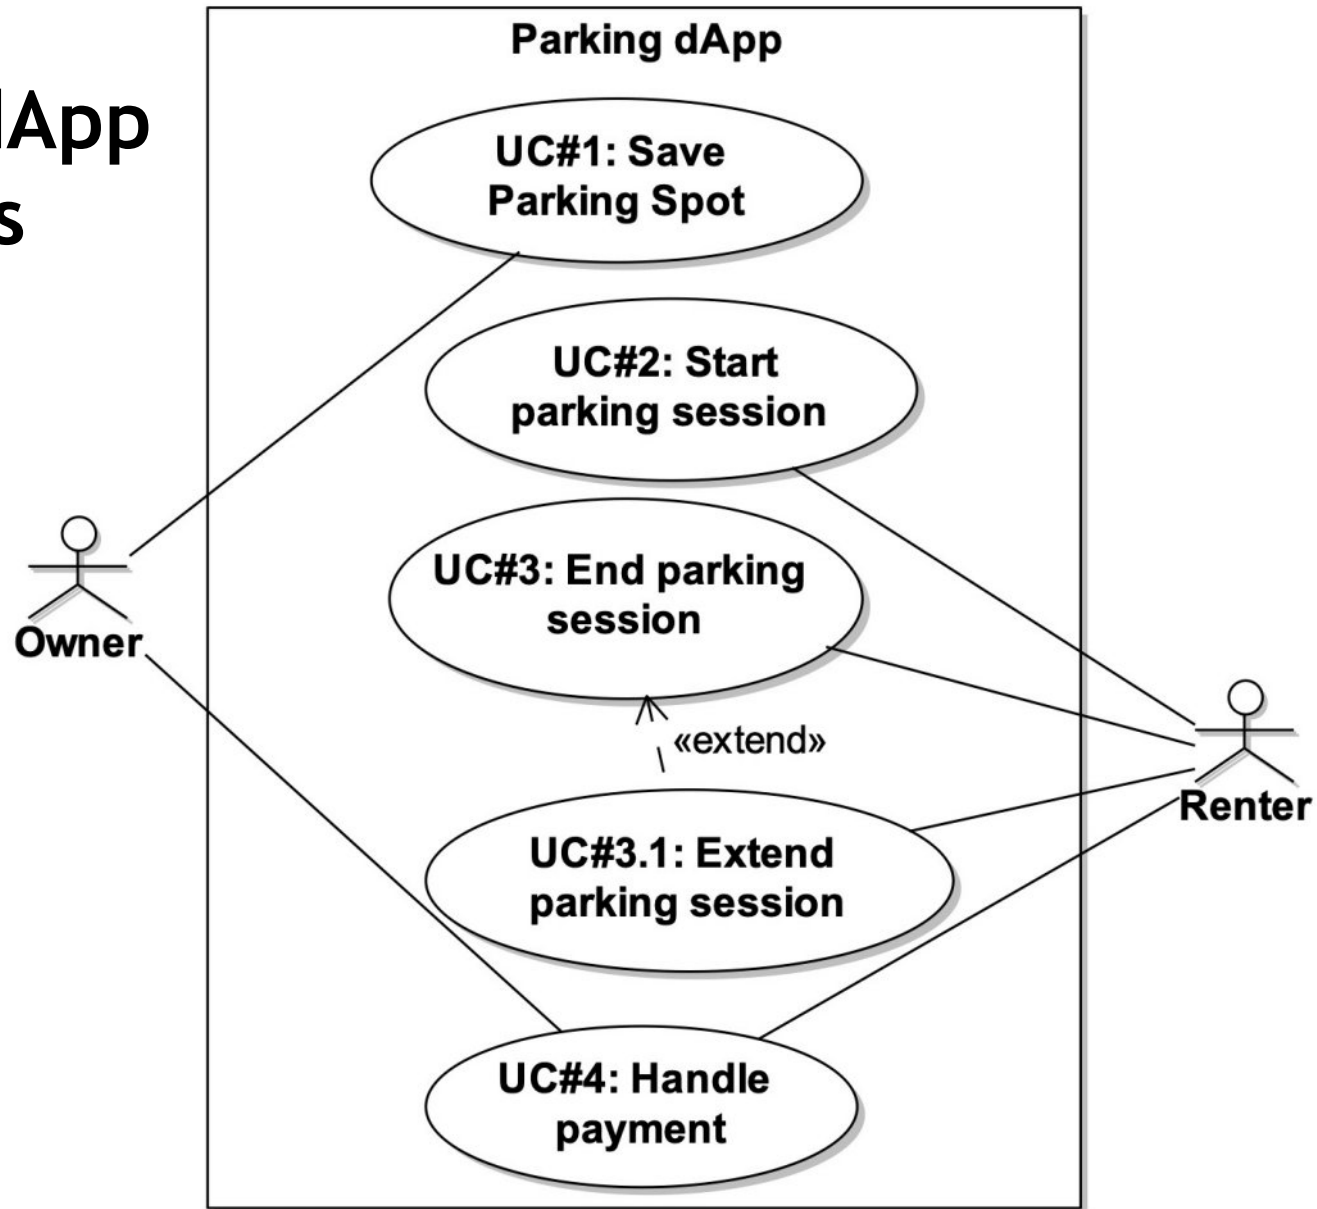 Parking dApp
dApp
s
UC#1: Save
Parking Spot
UC#2: Start
parking session
UC#3: End parking
session
Owner
«extend»
Renter
UC#3.1: Extend
parking session
UC#4: Handle
payment